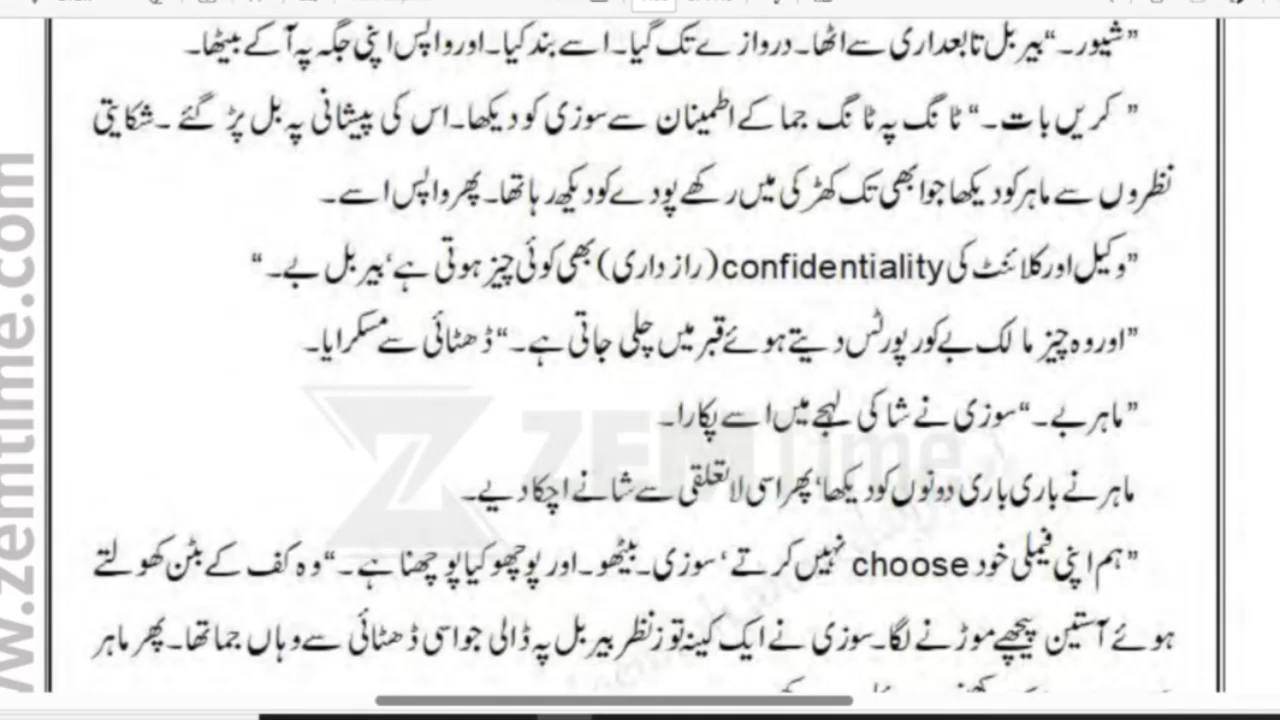 ”شیور۔“ بیربل تابعداری سے اٹھا۔ دروازے تک گیا۔ اسے بند کیا۔ اور واپس اپنی جگہ پہ آ کے بیٹھا۔
”کریں بات۔“ ٹانگ پہ ٹانگ جما کے اطمینان سے سوزی کو دیکھا۔ اس کی پیشانی پہ بل پڑ گئے۔ شکایتی
نظروں سے ماہر کو دیکھا جو ابھی تک کھڑکی میں رکھے پودے کو دیکھ رہا تھا۔ پھر واپس اسے۔
”وکیل اور کلائنٹ کی confidentiality (رازداری) بھی کوئی چیز ہوتی ہے‘ بیربل بے۔“
”اور وہ چیز مالک بے کو رپورٹس دیتے ہوئے قبر میں چلی جاتی ہے۔“ ڈھٹائی سے مسکرایا۔
”ماہر بے۔“ سوزی نے شاکی لہجے میں اسے پکارا۔
ماہر نے باری باری دونوں کو دیکھا‘ پھر اسی لاتعلقی سے شانے اچکا دیے۔
”ہم اپنی فیملی خود choose نہیں کرتے‘ سوزی۔ بیٹھو۔ اور پوچھو کیا پوچھنا ہے۔“ وہ کف کے بٹن کھولتے
ہوئے آستین پیچھے موڑنے لگا۔ سوزی نے ایک کینہ توز نظر بیربل پہ ڈالی جو اسی ڈھٹائی سے وہاں جما تھا۔ پھر ماہر
www.zemtime.com
ZEM Time